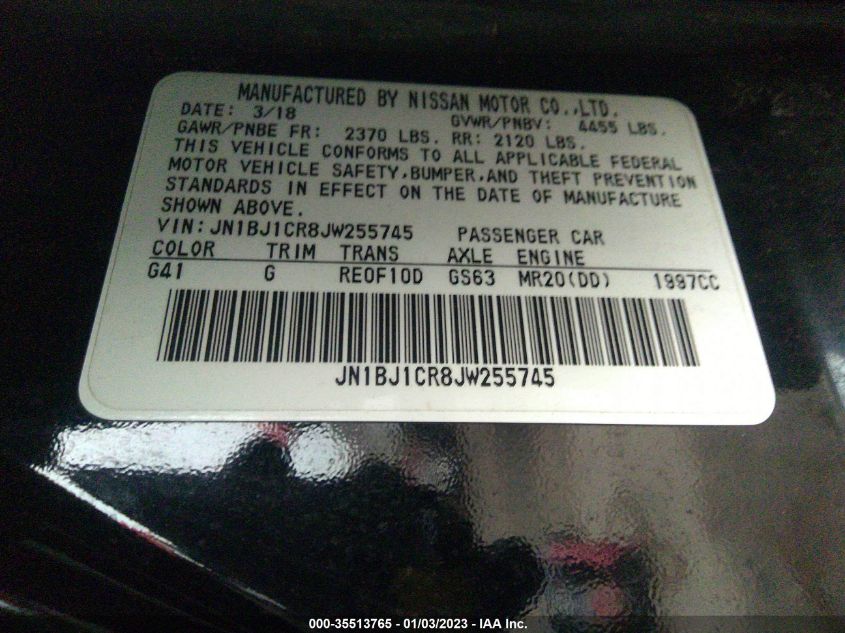 MANUFACTURED BY NISSAN MOTOR CO.,LTD.
DATE: 3/18 GVWR/PNBV: 4455 LBS.
GAWR/PNBE FR: 2370 LBS. RR: 2120 LBS.
THIS VEHICLE CONFORMS TO ALL APPLICABLE FEDERAL
MOTOR VEHICLE SAFETY,BUMPER,AND THEFT PREVENTION
STANDARDS IN EFFECT ON THE DATE OF MANUFACTURE
SHOWN ABOVE.
VIN: JN1BJ1CR8JW255745 PASSENGER CAR
COLOR TRIM TRANS AXLE ENGINE
G41 G RE0F10D GS63 MR20(DD) 1997CC
JN1BJ1CR8JW255745
000-35513765 - 01/03/2023 - IAA Inc.